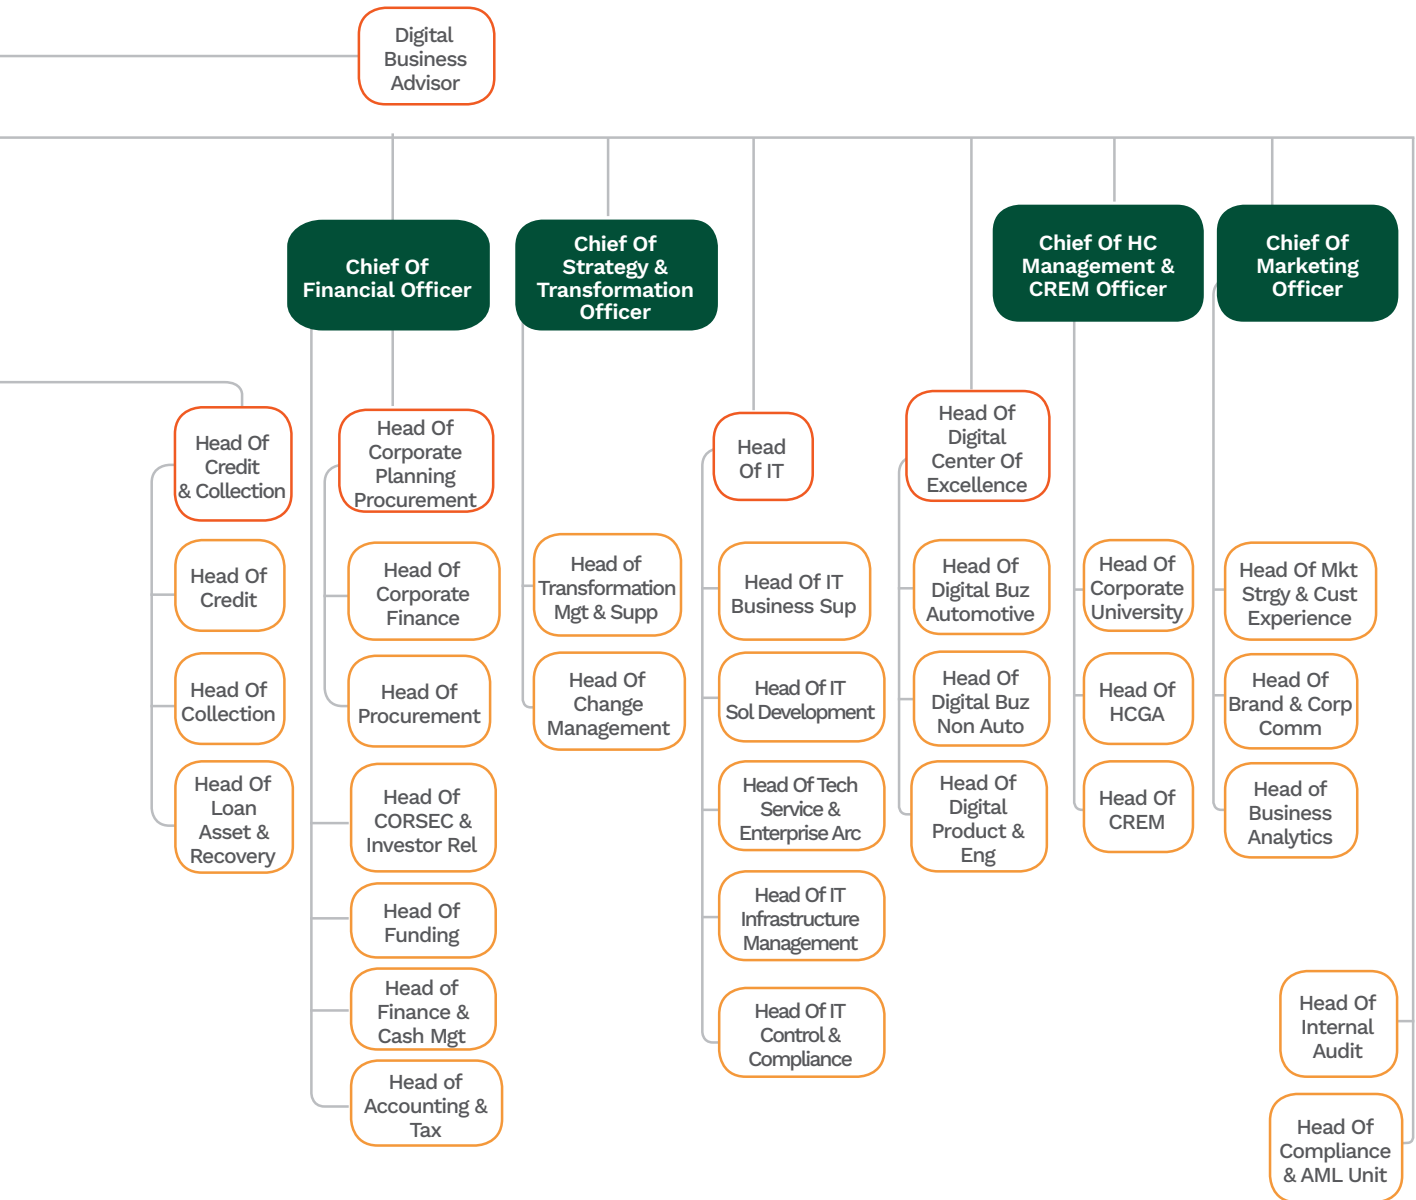 Digital
Business
Advisor
Chief Of
Financial Officer
Chief Of
Strategy &
Transformation
Officer
Chief Of HC
Management &
CREM Officer
Chief Of
Marketing
Officer
Head Of
Credit
& Collection
Head Of
Credit
Head Of
Collection
Head Of
Loan
Asset &
Recovery
Head Of
Corporate
Planning
Procurement
Head Of
Corporate
Finance
Head Of
Procurement
Head Of
CORSEC &
Investor Rel
Head Of
Funding
Head of
Finance &
Cash Mgt
Head of
Accounting &
Tax
Head of
Transformation
Mgt & Supp
Head Of
Change
Management
Head
Of IT
Head Of IT
Business Sup
Head Of IT
Sol Development
Head Of Tech
Service &
Enterprise Arc
Head Of IT
Infrastructure
Management
Head Of IT
Control &
Compliance
Head Of
Digital
Center Of
Excellence
Head Of
Digital Buz
Automotive
Head Of
Digital Buz
Non Auto
Head Of
Digital
Product &
Eng
Head Of
Corporate
University
Head Of
HCGA
Head Of
CREM
Head Of Mkt
Strgy & Cust
Experience
Head Of
Brand & Corp
Comm
Head of
Business
Analytics
Head Of
Internal
Audit
Head Of
Compliance
& AML Unit